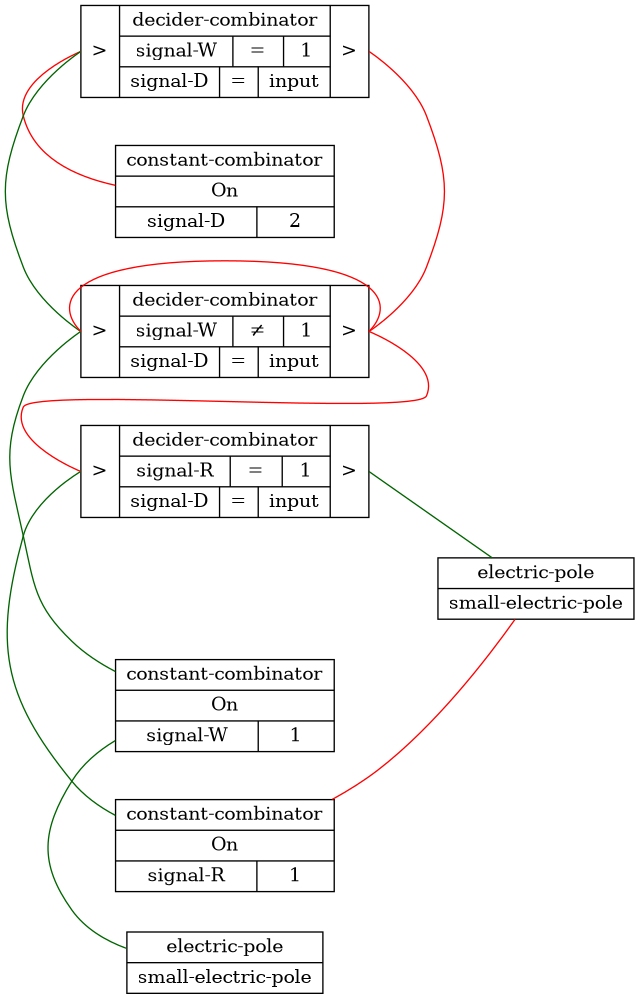 decider-combinator
> signal-W = 1 >
signal-D = input
constant-combinator
On
signal-D 2
decider-combinator
> signal-W ≠ 1 >
signal-D = input
decider-combinator
> signal-R = 1 >
signal-D = input
electric-pole
small-electric-pole
constant-combinator
On
signal-W 1
constant-combinator
On
signal-R 1
electric-pole
small-electric-pole